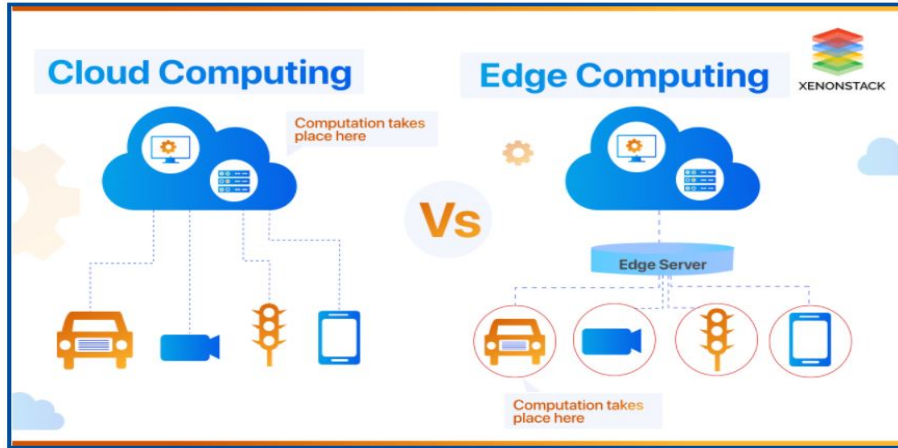 Cloud Computing
Edge Computing
XENONSTACK
Computation takes
place here
Vs
Edge Server
Computation takes
place here